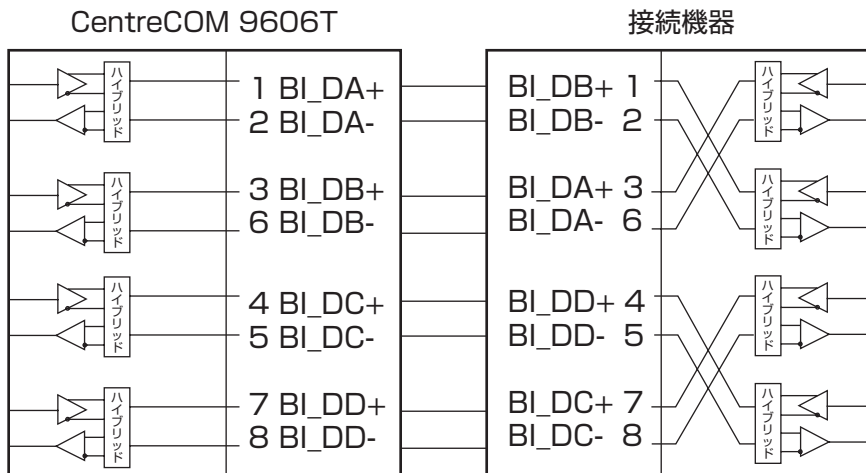 CentreCOM 9606T
接続機器
ハイブリッド
ハイブリッド
ハイブリッド
ハイブリッド
1 BI_DA+
2 BI_DA-
3 BI_DB+
6 BI_DB-
4 BI_DC+
5 BI_DC-
7 BI_DD+
8 BI_DD-
BI_DB+ 1
BI_DB- 2
BI_DA+ 3
BI_DA- 6
BI_DD+ 4
BI_DD- 5
BI_DC+ 7
BI_DC- 8
ハイブリッド
ハイブリッド
ハイブリッド
ハイブリッド